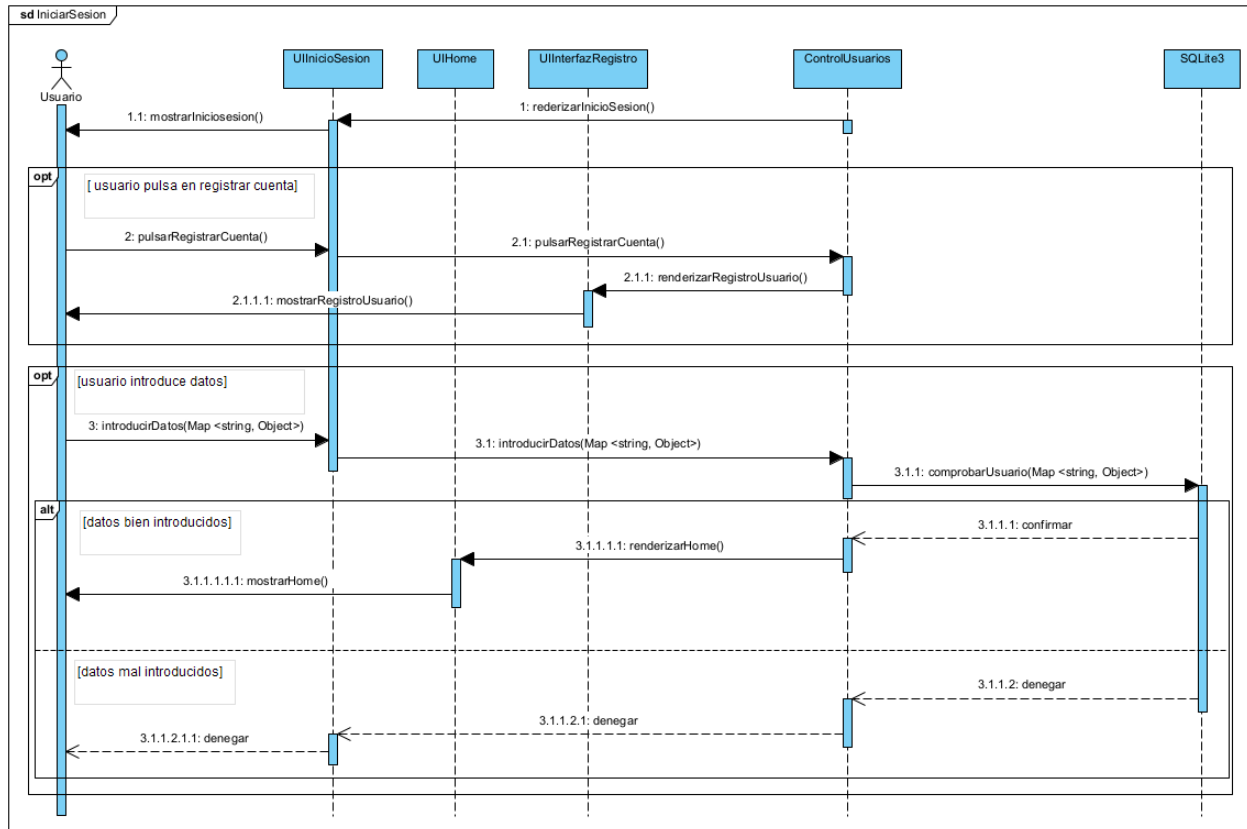 sd IniciarSesion
Usuario
UIInicioSesion
UIHome
UIInterfazRegistro
ControlUsuarios
SQLite3
1: rederizarInicioSesion()
1.1: mostrarIniciosesion()
opt
[ usuario pulsa en registrar cuenta]
2: pulsarRegistrarCuenta()
2.1: pulsarRegistrarCuenta()
2.1.1: renderizarRegistroUsuario()
2.1.1.1: mostrarRegistroUsuario()
opt
[usuario introduce datos]
3: introducirDatos(Map <string, Object>)
3.1: introducirDatos(Map <string, Object>)
3.1.1: comprobarUsuario(Map <string, Object>)
alt
[datos bien introducidos]
3.1.1.1: confirmar
3.1.1.1.1: renderizarHome()
3.1.1.1.1.1: mostrarHome()
[datos mal introducidos]
3.1.1.2: denegar
3.1.1.2.1: denegar
3.1.1.2.1.1: denegar